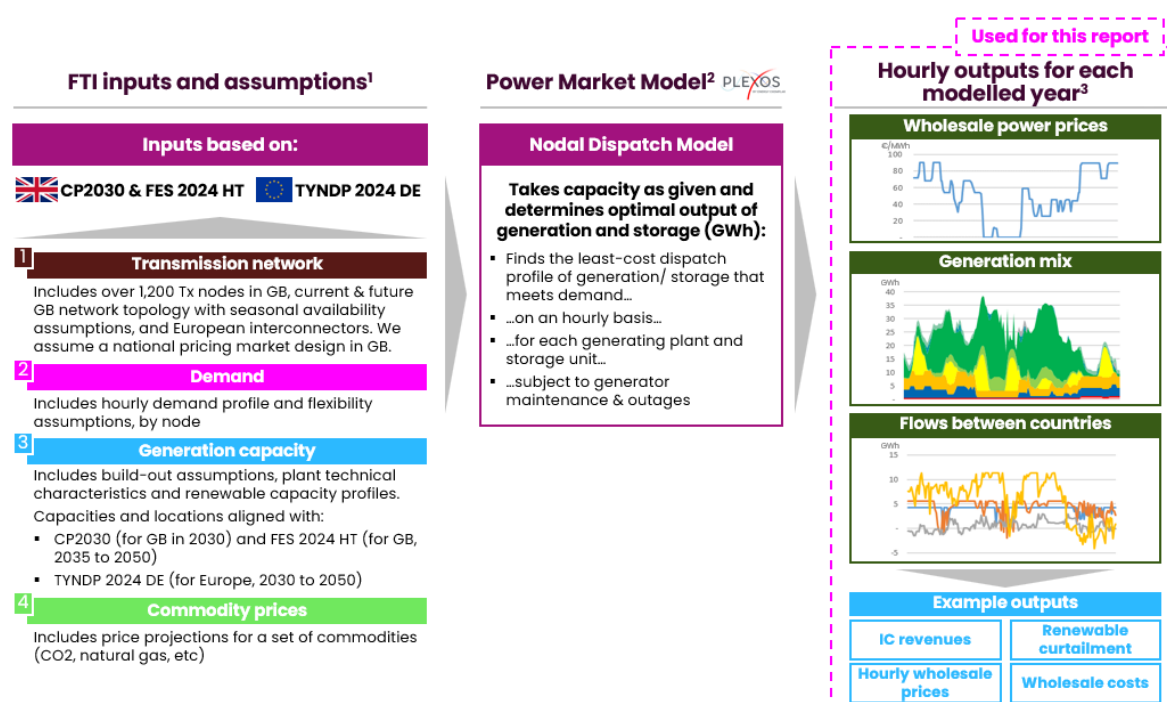 Used for this report
FTI inputs and assumptions¹
Inputs based on:
CP2030 & FES 2024 HT
TYNDP 2024 DE
1
Transmission network
Includes over 1,200 Tx nodes in GB, current & future
GB network topology with seasonal availability
assumptions, and European interconnectors. We
assume a national pricing market design in GB.
2
Demand
Includes hourly demand profile and flexibility
assumptions, by node
3
Generation capacity
Includes build-out assumptions, plant technical
characteristics and renewable capacity profiles.
Capacities and locations aligned with:
▪ CP2030 (for GB in 2030) and FES 2024 HT (for GB,
2035 to 2050)
▪ TYNDP 2024 DE (for Europe, 2030 to 2050)
4
Commodity prices
Includes price projections for a set of commodities
(CO2, natural gas, etc)
Power Market Model²
PLEXOS
Nodal Dispatch Model
Takes capacity as given and
determines optimal output of
generation and storage (GWh):
▪ Finds the least-cost dispatch
profile of generation/ storage that
meets demand…
▪ …on an hourly basis…
▪ …for each generating plant and
storage unit…
▪ …subject to generator
maintenance & outages
Hourly outputs for each
modelled year³
Wholesale power prices
€/MWh
100
80
60
40
20
-
Generation mix
GWh
40
35
30
25
20
15
10
5
-
Flows between countries
GWh
15
10
5
-
-5
Example outputs
IC revenues
Renewable
curtailment
Hourly wholesale
prices
Wholesale costs